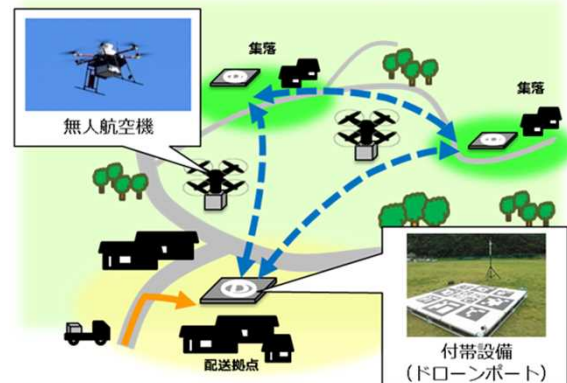 無人航空機
集落
集落
配送拠点
付帯設備
(ドローンポート)